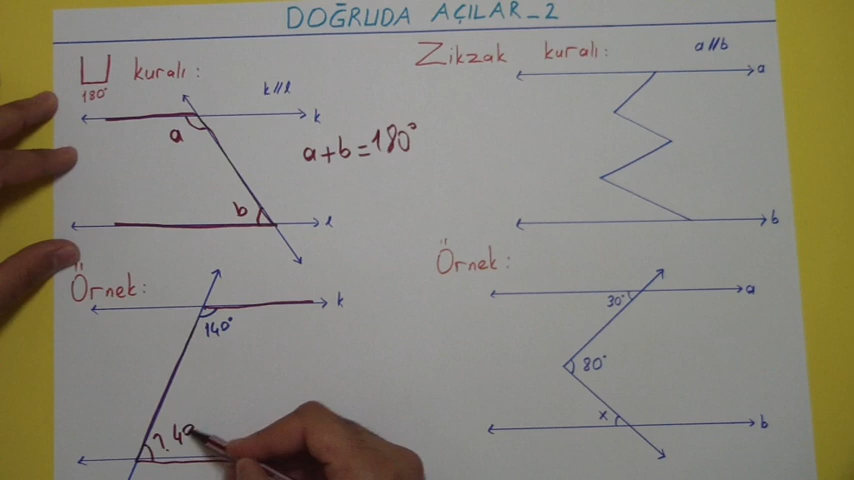 DOĞRUDA AÇILAR_2
U kuralı:
180°
k//l
k
a
a+b=180°
b
l
Örnek:
k
140°
? 40
Zikzak kuralı:
a//b
a
b
Örnek:
a
30°
80°
x
b